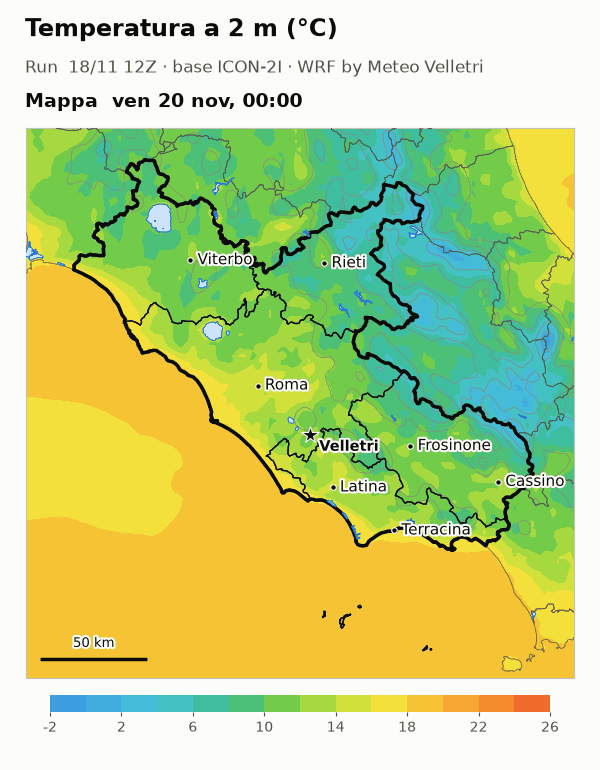 Temperatura a 2 m (°C)
Run  18/11 12Z · base ICON-2I · WRF by Meteo Velletri
Mappa  ven 20 nov, 00:00
Viterbo
Rieti
Roma
Velletri
Frosinone
Cassino
Latina
Terracina
50 km
-2 2 6 10 14 18 22 26